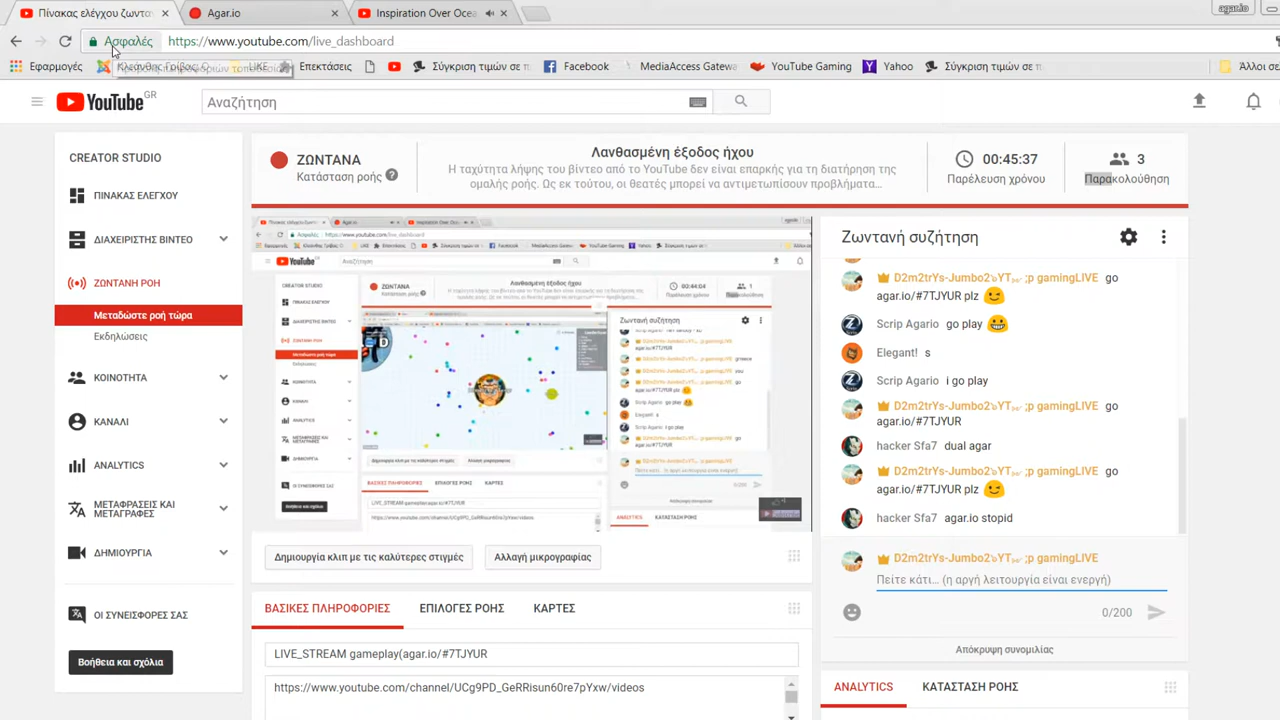 Πίνακας ελέγχου ζωντα
Agar.io
Inspiration Over Ocea
agar.io
Ασφαλές
https://www.youtube.com/live_dashboard
Εφαρμογές
LIKE
Επεκτάσεις
Σύγκριση τιμών σε π
Facebook
MediaAccess Gatewa
YouTube Gaming
Yahoo
Σύγκριση τιμών σε π
Άλλοι σε
YouTube GR
Αναζήτηση
CREATOR STUDIO
ΠΙΝΑΚΑΣ ΕΛΕΓΧΟΥ
ΔΙΑΧΕΙΡΙΣΤΗΣ ΒΙΝΤΕΟ
ΖΩΝΤΑΝΗ ΡΟΗ
Μεταδώστε ροή τώρα
Εκδηλώσεις
ΚΟΙΝΟΤΗΤΑ
ΚΑΝΑΛΙ
ANALYTICS
ΜΕΤΑΦΡΑΣΕΙΣ ΚΑΙ
ΜΕΤΑΓΡΑΦΕΣ
ΔΗΜΙΟΥΡΓΙΑ
ΟΙ ΣΥΝΕΙΣΦΟΡΕΣ ΣΑΣ
Βοήθεια και σχόλια
ΖΩΝΤΑΝΑ
Κατάσταση ροής
Λανθασμένη έξοδος ήχου
Η ταχύτητα λήψης του βίντεο από το YouTube δεν είναι επαρκής για τη διατήρηση της
ομαλής ροής. Ως εκ τούτου, οι θεατές μπορεί να αντιμετωπίσουν προβλήματα...
00:45:37
Παρέλευση χρόνου
3
Παρακολούθηση
Δημιουργία κλιπ με τις καλύτερες στιγμές
Αλλαγή μικρογραφίας
ΒΑΣΙΚΕΣ ΠΛΗΡΟΦΟΡΙΕΣ
ΕΠΙΛΟΓΕΣ ΡΟΗΣ
ΚΑΡΤΕΣ
LIVE_STREAM gameplay(agar.io/#7TJYUR
https://www.youtube.com/channel/UCg9PD_GeRRisun60re7pYxw/videos
Ζωντανή συζήτηση
gamingLIVE go
agar.io/#7TJYUR plz
Scrip Agario go play
Elegant! s
Scrip Agario i go play
gamingLIVE go
agar.io/#7TJYUR
hacker Sfa7 dual agar
gamingLIVE go
agar.io/#7TJYUR plz
hacker Sfa7 agar.io stopid
gamingLIVE
Πείτε κάτι... (η αργή λειτουργία είναι ενεργή)
0/200
Απόκρυψη συνομιλίας
ANALYTICS
ΚΑΤΑΣΤΑΣΗ ΡΟΗΣ